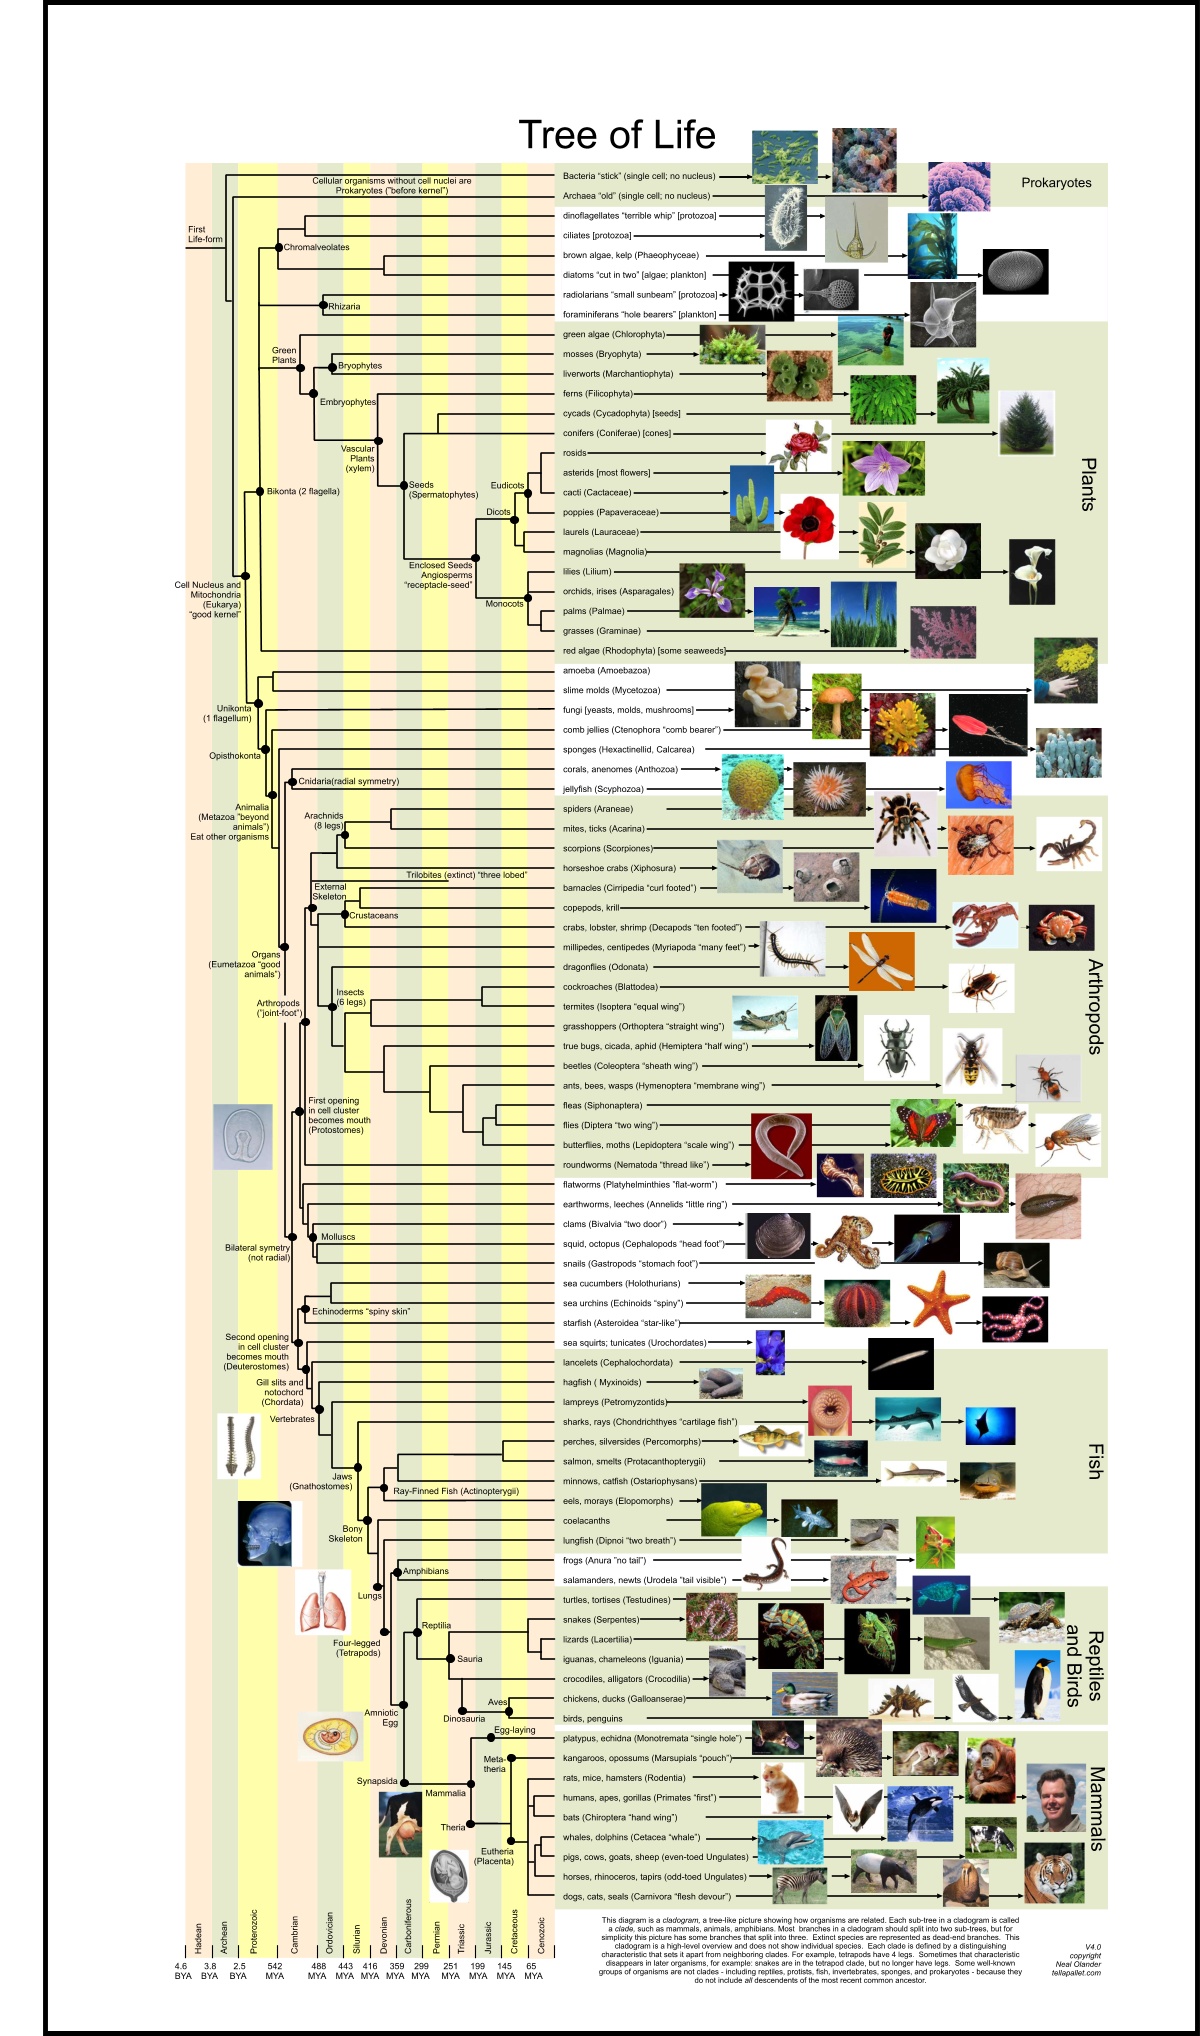 Tree of Life
Cellular organisms without cell nuclei are
Prokaryotes ("before kernel")
Bacteria "stick" (single cell; no nucleus)
Archaea "old" (single cell; no nucleus)
Prokaryotes
dinoflagellates "terrible whip" [protozoa]
ciliates [protozoa]
First
Life-form
Chromalveolates
brown algae, kelp (Phaeophyceae)
diatoms "cut in two" [algae; plankton]
radiolarians "small sunbeam" [protozoa]
Rhizaria
foraminiferans "hole bearers" [plankton]
green algae (Chlorophyta)
Green
Plants
mosses (Bryophyta)
Bryophytes
liverworts (Marchantiophyta)
ferns (Filicophyta)
Embryophytes
cycads (Cycadophyta) [seeds]
conifers (Coniferae) [cones]
Vascular
Plants
(xylem)
rosids
asterids [most flowers]
Plants
Seeds
(Spermatophytes)
Eudicots
Bikonta (2 flagella)
cacti (Cactaceae)
poppies (Papaveraceae)
Dicots
laurels (Lauraceae)
magnolias (Magnolia)
Enclosed Seeds
Angiosperms
"receptacle-seed"
lilies (Lilium)
Cell Nucleus and
Mitochondria
(Eukarya)
"good kernel"
orchids, irises (Asparagales)
Monocots
palms (Palmae)
grasses (Graminae)
red algae (Rhodophyta) [some seaweeds]
amoeba (Amoebazoa)
slime molds (Mycetozoa)
Unikonta
(1 flagellum)
fungi [yeasts, molds, mushrooms]
comb jellies (Ctenophora "comb bearer")
Opisthokonta
sponges (Hexactinellid, Calcarea)
corals, anenomes (Anthozoa)
Cnidaria(radial symmetry)
jellyfish (Scyphozoa)
Animalia
(Metazoa "beyond
animals")
Eat other organisms
Arachnids
(8 legs)
spiders (Araneae)
mites, ticks (Acarina)
scorpions (Scorpiones)
horseshoe crabs (Xiphosura)
Trilobites (extinct) "three lobed"
External
Skeleton
barnacles (Cirripedia "curl footed")
copepods, krill
Crustaceans
crabs, lobster, shrimp (Decapods "ten footed")
millipedes, centipedes (Myriapoda "many feet")
Organs
(Eumetazoa "good
animals")
dragonflies (Odonata)
cockroaches (Blattodea)
Insects
(6 legs)
Arthropods
("joint-foot")
termites (Isoptera "equal wing")
Arthropods
grasshoppers (Orthoptera "straight wing")
true bugs, cicada, aphid (Hemiptera "half wing")
beetles (Coleoptera "sheath wing")
ants, bees, wasps (Hymenoptera "membrane wing")
First opening
in cell cluster
becomes mouth
(Protostomes)
fleas (Siphonaptera)
flies (Diptera "two wing")
butterflies, moths (Lepidoptera "scale wing")
roundworms (Nematoda "thread like")
flatworms (Platyhelminthies "flat-worm")
earthworms, leeches (Annelids "little ring")
clams (Bivalvia "two door")
Molluscs
squid, octopus (Cephalopods "head foot")
Bilateral symetry
(not radial)
snails (Gastropods "stomach foot")
sea cucumbers (Holothurians)
sea urchins (Echinoids "spiny")
Echinoderms "spiny skin"
starfish (Asteroidea "star-like")
Second opening
in cell cluster
becomes mouth
(Deuterostomes)
sea squirts; tunicates (Urochordates)
lancelets (Cephalochordata)
Gill slits and
notochord
(Chordata)
hagfish ( Myxinoids)
lampreys (Petromyzontids)
Vertebrates
sharks, rays (Chondrichthyes "cartilage fish")
perches, silversides (Percomorphs)
salmon, smelts (Protacanthopterygii)
Fish
Jaws
(Gnathostomes)
minnows, catfish (Ostariophysans)
Ray-Finned Fish (Actinopterygii)
eels, morays (Elopomorphs)
coelacanths
Bony
Skeleton
lungfish (Dipnoi "two breath")
frogs (Anura "no tail")
Amphibians
salamanders, newts (Urodela "tail visible")
Lungs
turtles, tortises (Testudines)
snakes (Serpentes)
Reptilia
Four-legged
(Tetrapods)
lizards (Lacertilia)
iguanas, chameleons (Iguania)
Sauria
Reptiles
and Birds
crocodiles, alligators (Crocodilia)
chickens, ducks (Galloanserae)
Aves
Amniotic
Egg
Dinosauria
birds, penguins
Egg-laying
platypus, echidna (Monotremata "single hole")
Meta-
theria
kangaroos, opossums (Marsupials "pouch")
rats, mice, hamsters (Rodentia)
Synapsida
Mammalia
humans, apes, gorillas (Primates "first")
Mammals
bats (Chiroptera "hand wing")
Theria
whales, dolphins (Cetacea "whale")
Eutheria
(Placenta)
pigs, cows, goats, sheep (even-toed Ungulates)
horses, rhinoceros, tapirs (odd-toed Ungulates)
dogs, cats, seals (Carnivora "flesh devour")
Hadean
Archean
Proterozoic
Cambrian
Ordovician
Silurian
Devonian
Carboniferous
Permian
Triassic
Jurassic
Cretaceous
Cenozoic
4.6 3.8 2.5 542 488 443 416 359 299 251 199 145 65
BYA BYA BYA MYA MYA MYA MYA MYA MYA MYA MYA MYA MYA
This diagram is a cladogram, a tree-like picture showing how organisms are related. Each sub-tree in a cladogram is called
a clade, such as mammals, animals, amphibians. Most branches in a cladogram should split into two sub-trees, but for
simplicity this picture has some branches that split into three. Extinct species are represented as dead-end branches. This
cladogram is a high-level overview and does not show individual species. Each clade is defined by a distinguishing
characteristic that sets it apart from neighboring clades. For example, tetrapods have 4 legs. Sometimes that characteristic
disappears in later organisms, for example: snakes are in the tetrapod clade, but no longer have legs. Some well-known
groups of organisms are not clades - including reptiles, protists, fish, invertebrates, sponges, and prokaryotes - because they
do not include all descendents of the most recent common ancestor.
V4.0
copyright
Neal Olander
tellapallet.com